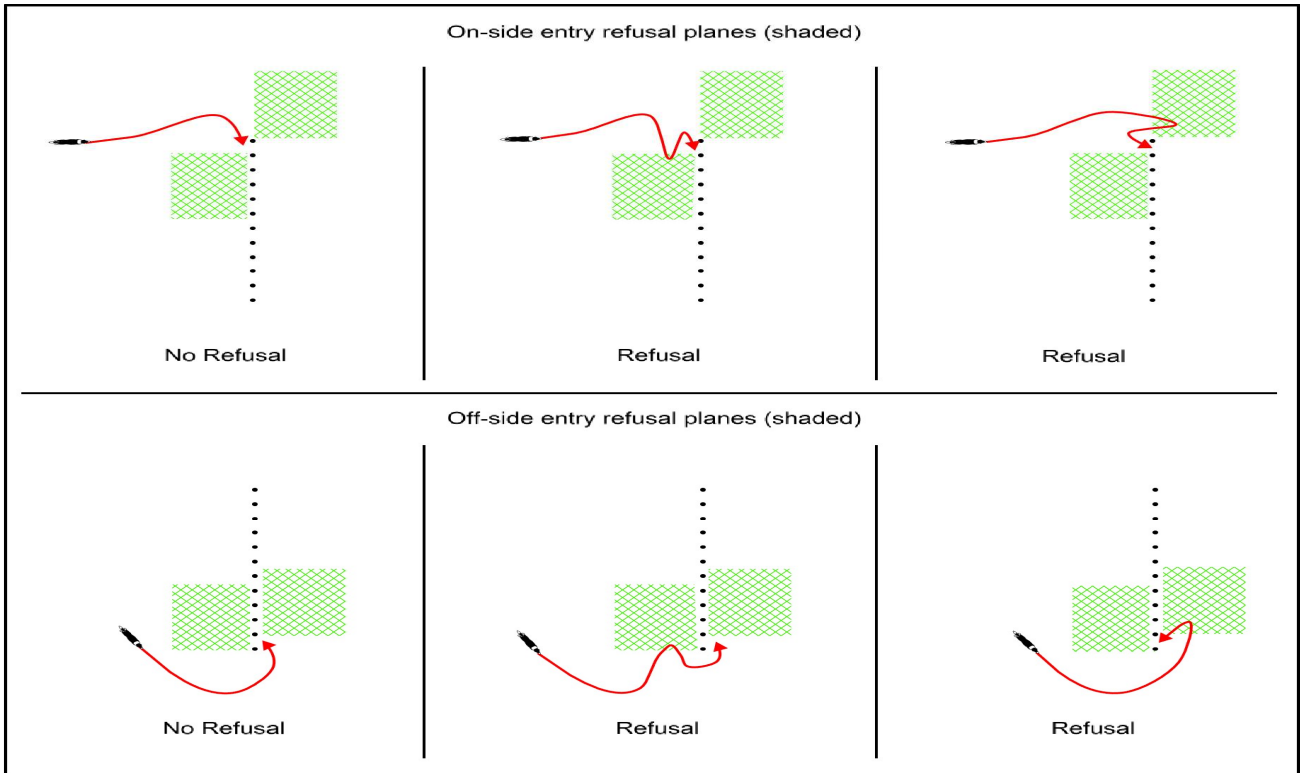 On-side entry refusal planes (shaded)
No Refusal
Refusal
Refusal
Off-side entry refusal planes (shaded)
No Refusal
Refusal
Refusal